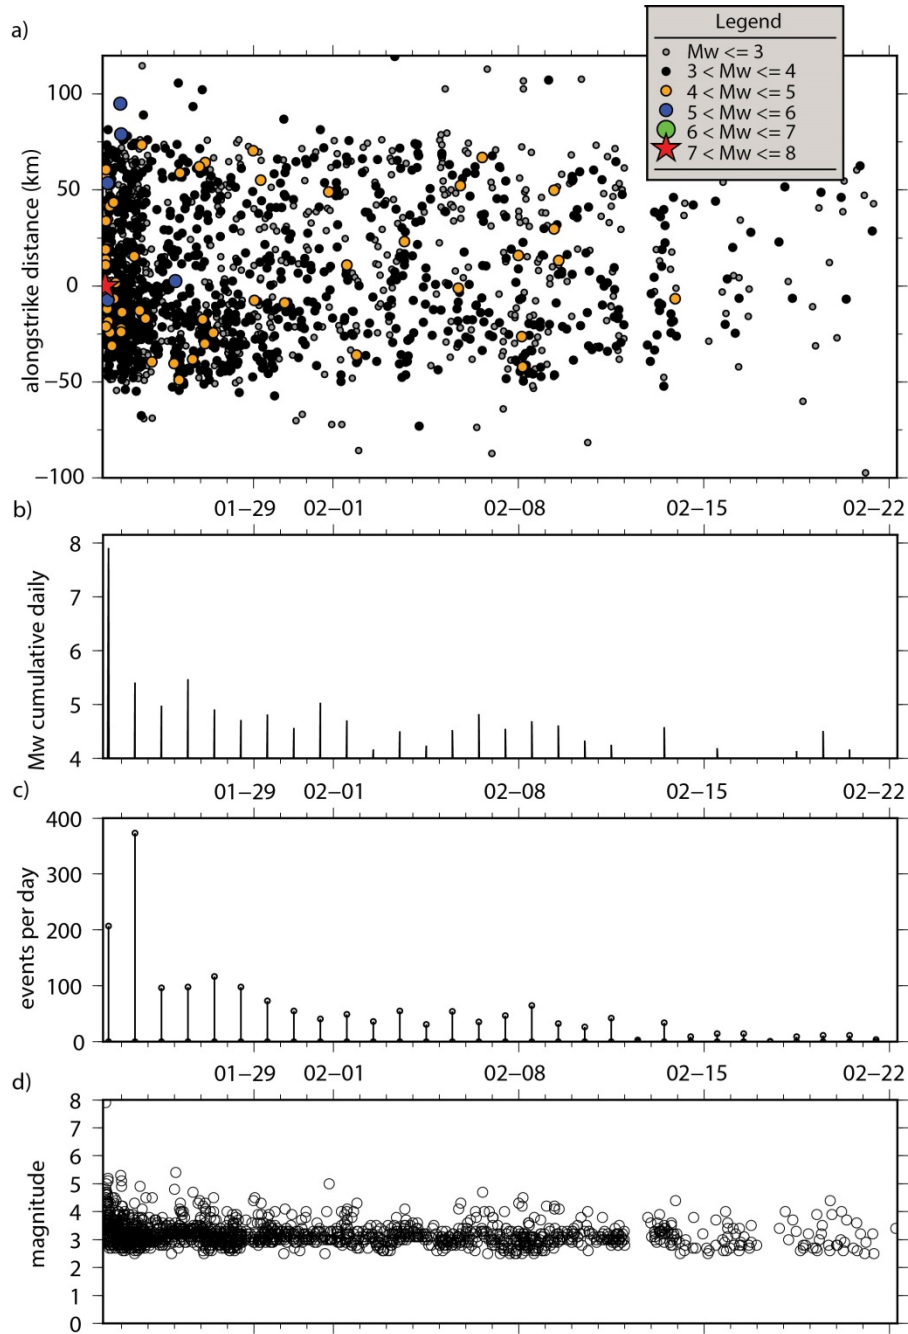 a)
Legend
Mw <= 3
3 < Mw <= 4
4 < Mw <= 5
5 < Mw <= 6
6 < Mw <= 7
7 < Mw <= 8
100
50
0
−50
−100
alongstrike distance (km)
01−29 02−01 02−08 02−15 02−22
b)
8
7
6
5
4
Mw cumulative daily
01−29 02−01 02−08 02−15 02−22
c)
400
300
200
100
0
events per day
01−29 02−01 02−08 02−15 02−22
d)
8
7
6
5
4
3
2
1
0
magnitude